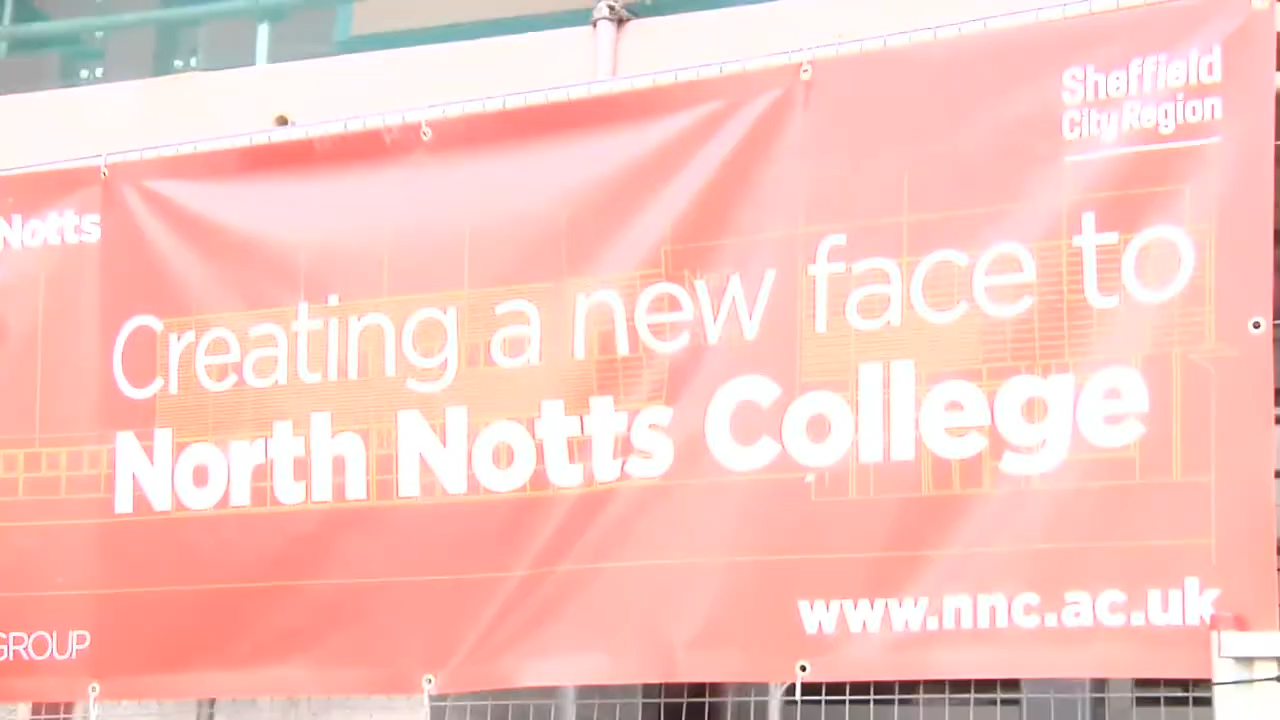 Sheffield
City Region
Notts
Creating a new face to
North Notts College
www.nnc.ac.uk
GROUP